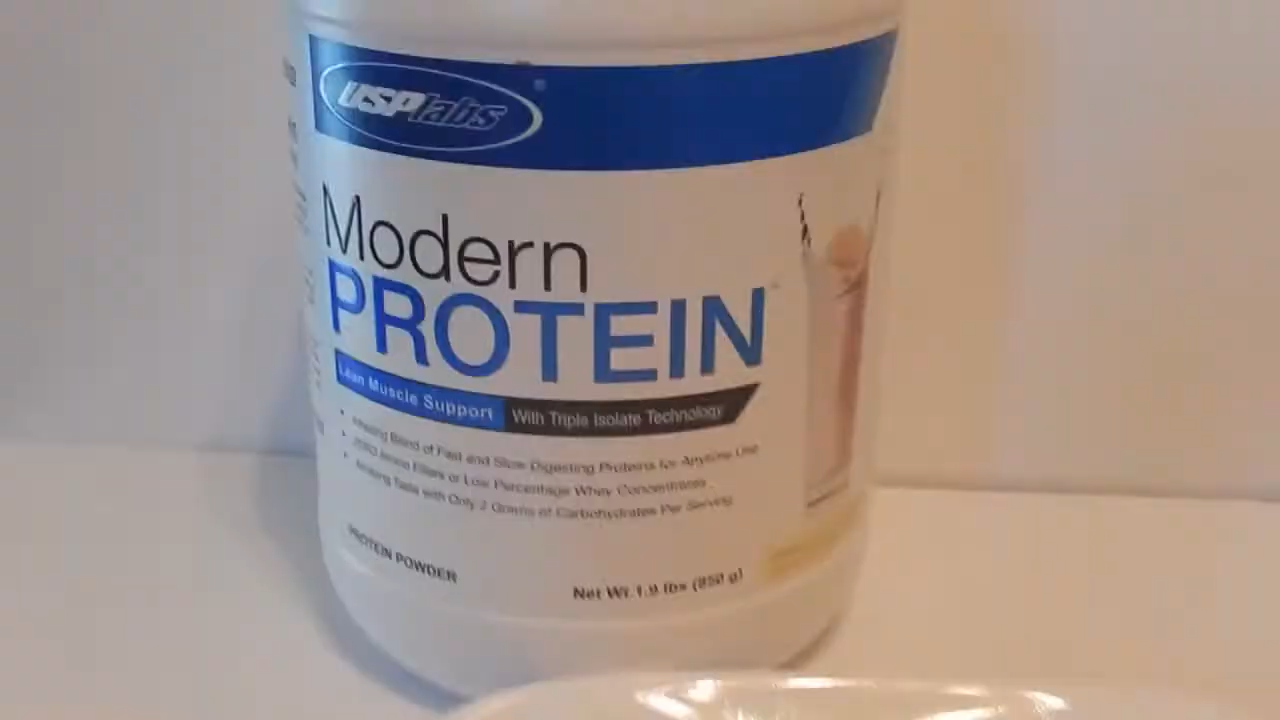 USPlabs
Modern
PROTEIN
Lean Muscle Support With Triple Isolate Technology
Amazing Blend of Fast and Slow Digesting Proteins for Anytime Use
ZERO Amino Fillers or Low Percentage Whey Concentrates
Amazing Taste with Only 2 Grams of Carbohydrates Per Serving
PROTEIN POWDER
Net Wt. 1.9 lbs (850 g)